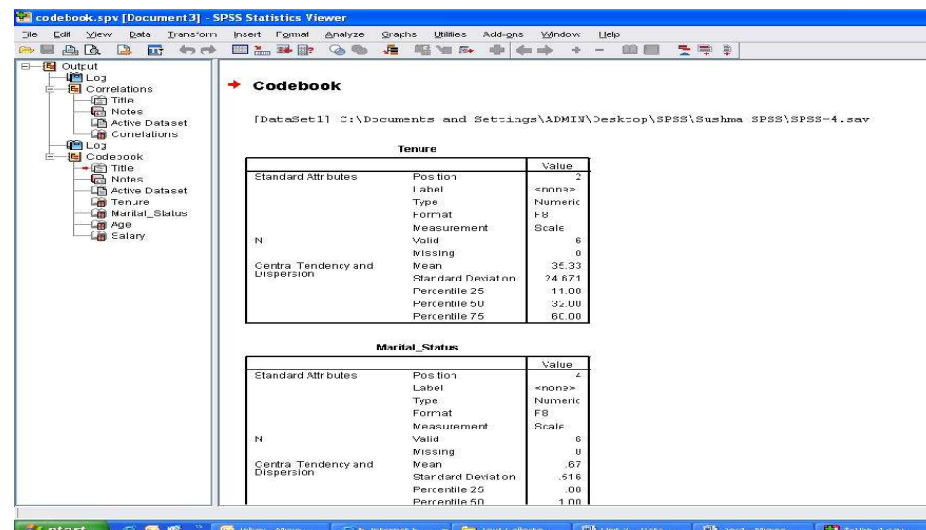 codebook.spv [Document3] - SPSS Statistics Viewer
File Edit View Data Transform Insert Format Analyze Graphs Utilities Add-ons Window Help
Output
Log
Correlations
Title
Notes
Active Dataset
Correlations
Log
Codebook
Title
Notes
Active Dataset
Tenure
Marital_Status
Age
Salary
Codebook
[DataSet1] C:\Documents and Settings\ADMIN\Desktop\SPSS\Sushma SPSS\SPSS-4.sav
Tenure
Value
Standard Attributes Position 2
Label <none>
Type Numeric
Format F8
Measurement Scale
N Valid 6
Missing 0
Central Tendency and Dispersion Mean 35.33
Standard Deviation 24.671
Percentile 25 11.00
Percentile 50 32.00
Percentile 75 60.00
Marital_Status
Value
Standard Attributes Position 4
Label <none>
Type Numeric
Format F8
Measurement Scale
N Valid 6
Missing 0
Central Tendency and Dispersion Mean .67
Standard Deviation .516
Percentile 25 .00
Percentile 50 1.00
start